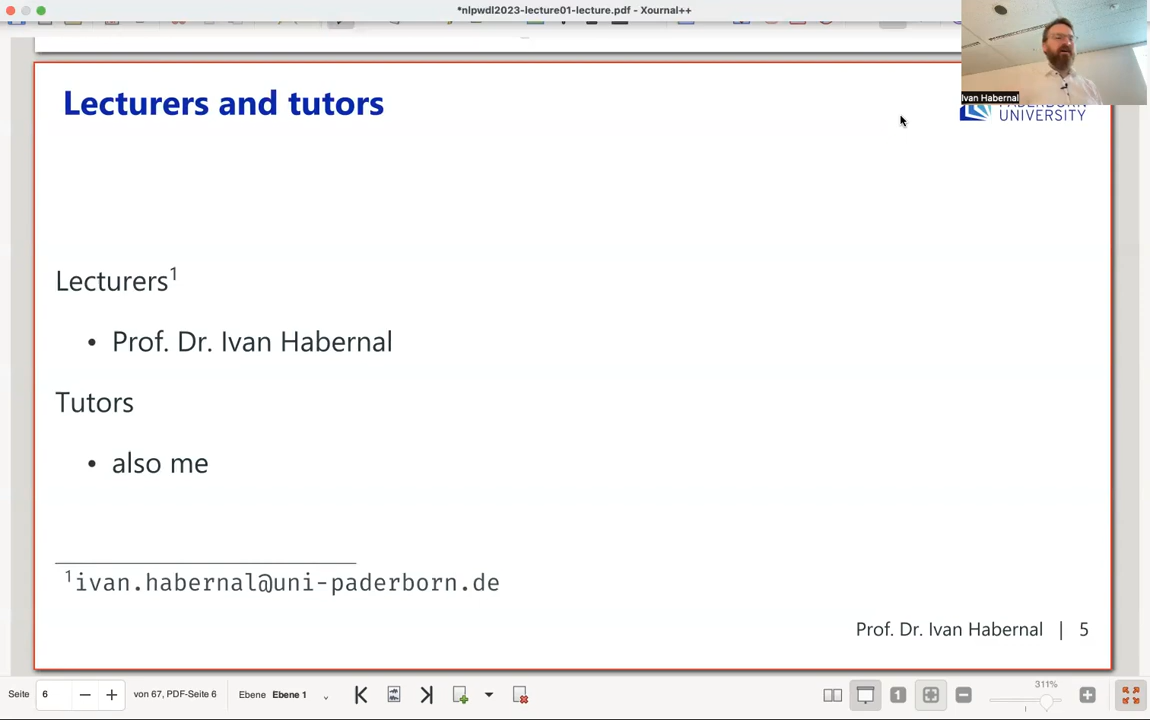 *nlpwdl2023-lecture01-lecture.pdf - Xournal++
Ivan Habernal
Lecturers and tutors
PADERBORN
UNIVERSITY
Lecturers1
• Prof. Dr. Ivan Habernal
Tutors
• also me
1ivan.habernal@uni-paderborn.de
Prof. Dr. Ivan Habernal | 5
Seite 6 von 67, PDF-Seite 6 Ebene Ebene 1 1 311%